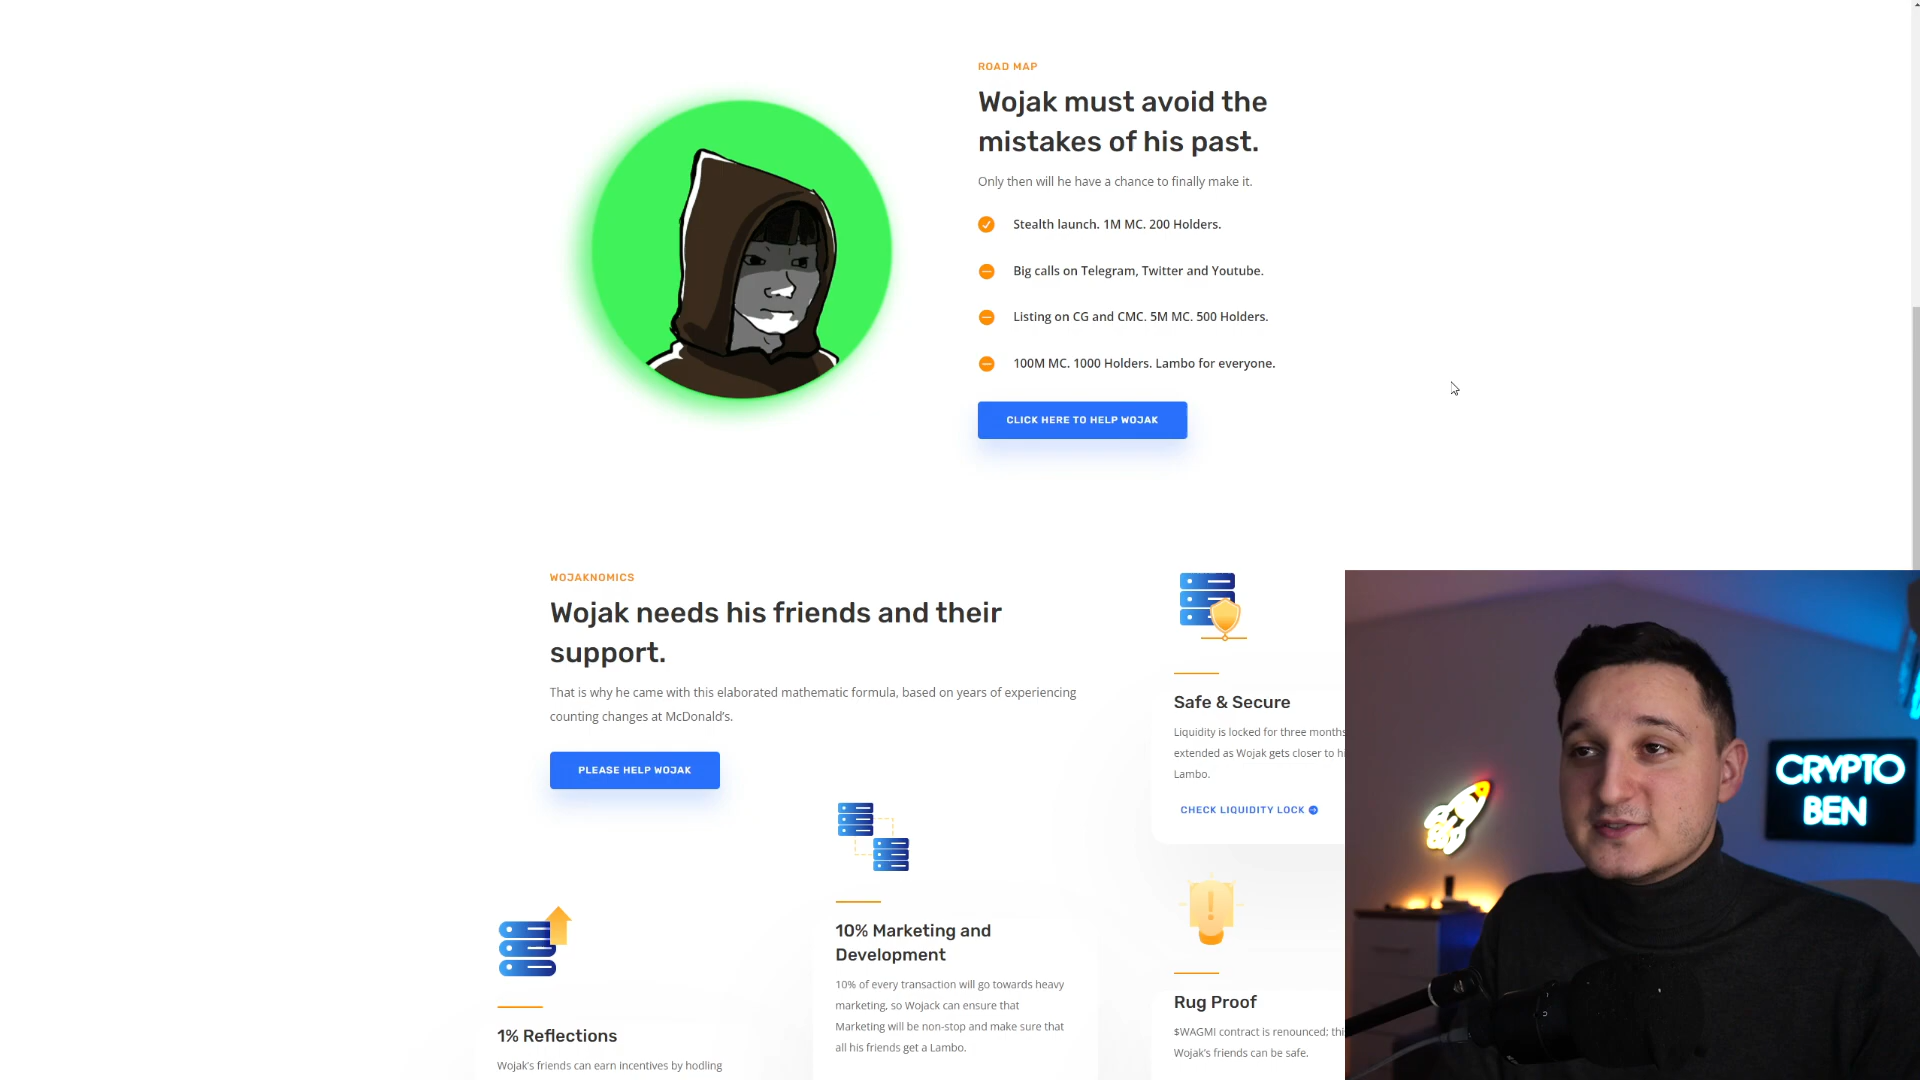 ROAD MAP
Wojak must avoid the
mistakes of his past.
Only then will he have a chance to finally make it.
Stealth launch. 1M MC. 200 Holders.
Big calls on Telegram, Twitter and Youtube.
Listing on CG and CMC. 5M MC. 500 Holders.
100M MC. 1000 Holders. Lambo for everyone.
CLICK HERE TO HELP WOJAK
WOJAKNOMICS
Wojak needs his friends and their
support.
That is why he came with this elaborated mathematic formula, based on years of experiencing
counting changes at McDonald's.
PLEASE HELP WOJAK
1% Reflections
Wojak's friends can earn incentives by hodling
10% Marketing and
Development
10% of every transaction will go towards heavy
marketing, so Wojack can ensure that
Marketing will be non-stop and make sure that
all his friends get a Lambo.
Safe & Secure
Liquidity is locked for three months
extended as Wojak gets closer to
Lambo.
CHECK LIQUIDITY LOCK
Rug Proof
$WAGMI contract is renounced;
Wojak's friends can be safe.
CRYPTO
BEN